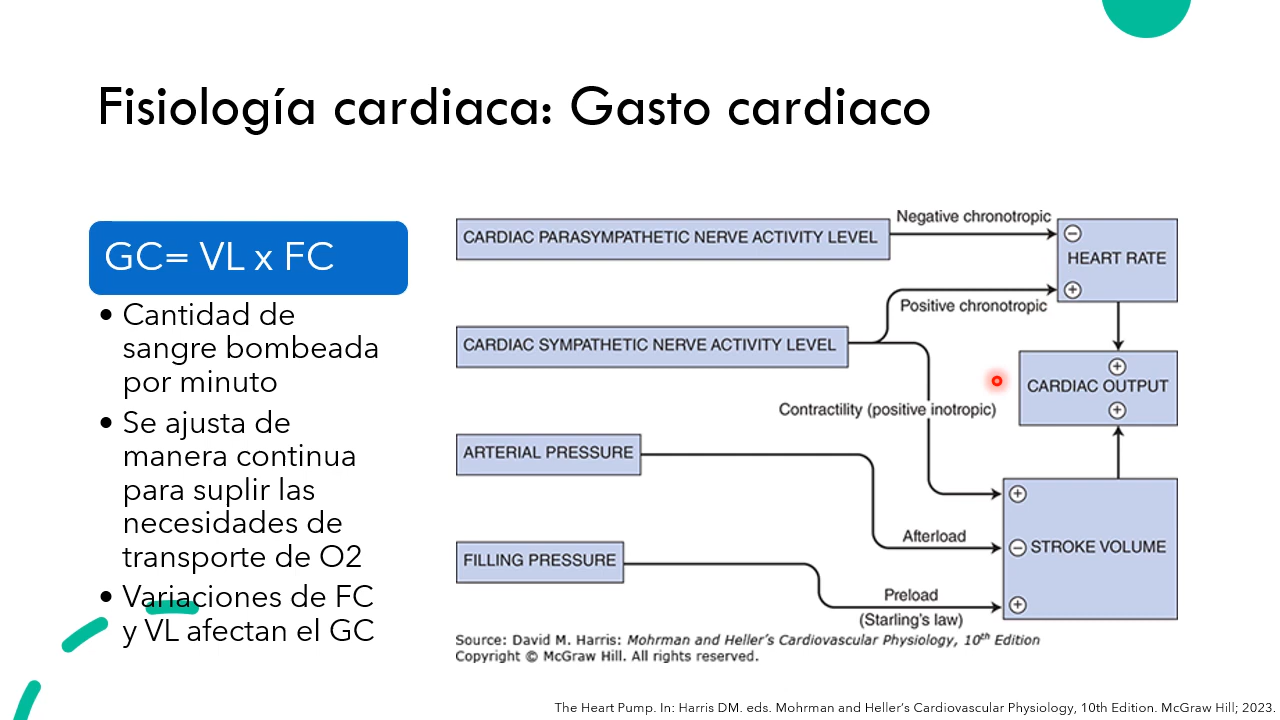 Fisiología cardiaca: Gasto cardiaco
GC= VL x FC
• Cantidad de
sangre bombeada
por minuto
• Se ajusta de
manera continua
para suplir las
necesidades de
transporte de O2
• Variaciones de FC
y VL afectan el GC
CARDIAC PARASYMPATHETIC NERVE ACTIVITY LEVEL
Negative chronotropic
−
HEART RATE
+
Positive chronotropic
CARDIAC SYMPATHETIC NERVE ACTIVITY LEVEL
+
CARDIAC OUTPUT
+
Contractility (positive inotropic)
ARTERIAL PRESSURE
+
Afterload
− STROKE VOLUME
FILLING PRESSURE
Preload
+
(Starling's law)
Source: David M. Harris: Mohrman and Heller's Cardiovascular Physiology, 10th Edition
Copyright © McGraw Hill. All rights reserved.
The Heart Pump. In: Harris DM. eds. Mohrman and Heller's Cardiovascular Physiology, 10th Edition. McGraw Hill; 2023.